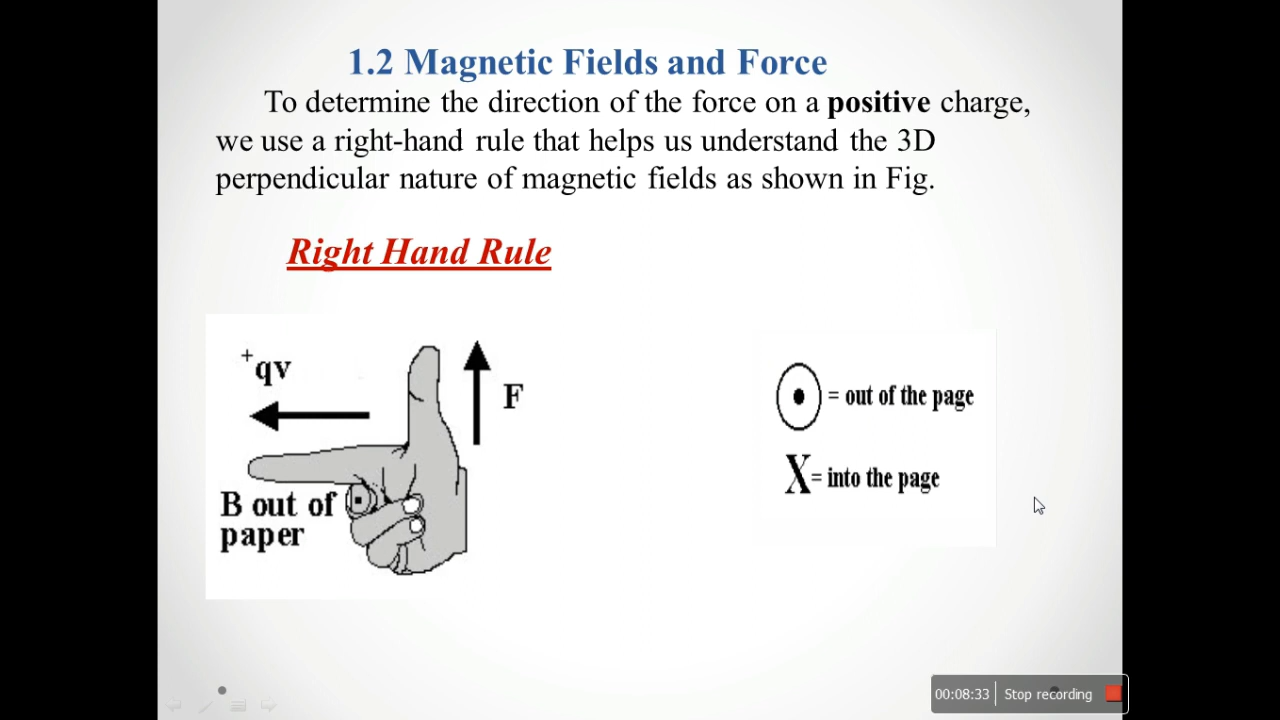 1.2 Magnetic Fields and Force
To determine the direction of the force on a positive charge,
we use a right-hand rule that helps us understand the 3D
perpendicular nature of magnetic fields as shown in Fig.
Right Hand Rule
+qv
F
B out of
paper
= out of the page
X= into the page
00:08:33 Stop recording